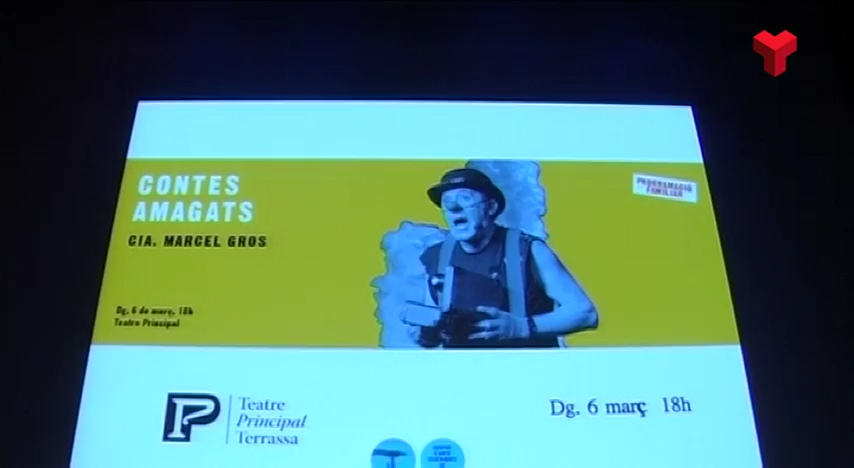 CONTES
AMAGATS
CIA. MARCEL GROS
PROGRAMACIÓ
FAMILIAR
Dg, 6 de març, 18h
Teatre Principal
P
Teatre
Principal
Terrassa
Dg. 6 març 18h